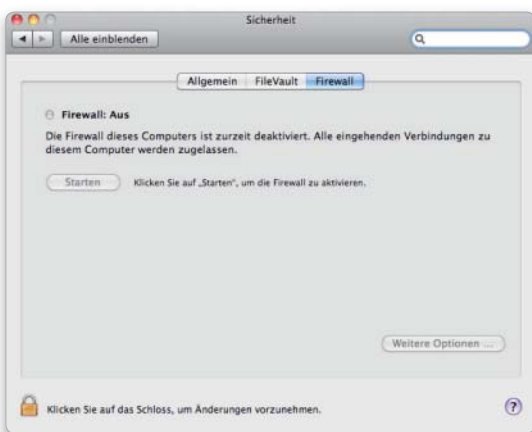 Sicherheit
Alle einblenden
Allgemein FileVault Firewall
Firewall: Aus
Die Firewall dieses Computers ist zurzeit deaktiviert. Alle eingehenden Verbindungen zu
diesem Computer werden zugelassen.
Starten Klicken Sie auf „Starten“, um die Firewall zu aktivieren.
Weitere Optionen ...
Klicken Sie auf das Schloss, um Änderungen vorzunehmen. ?